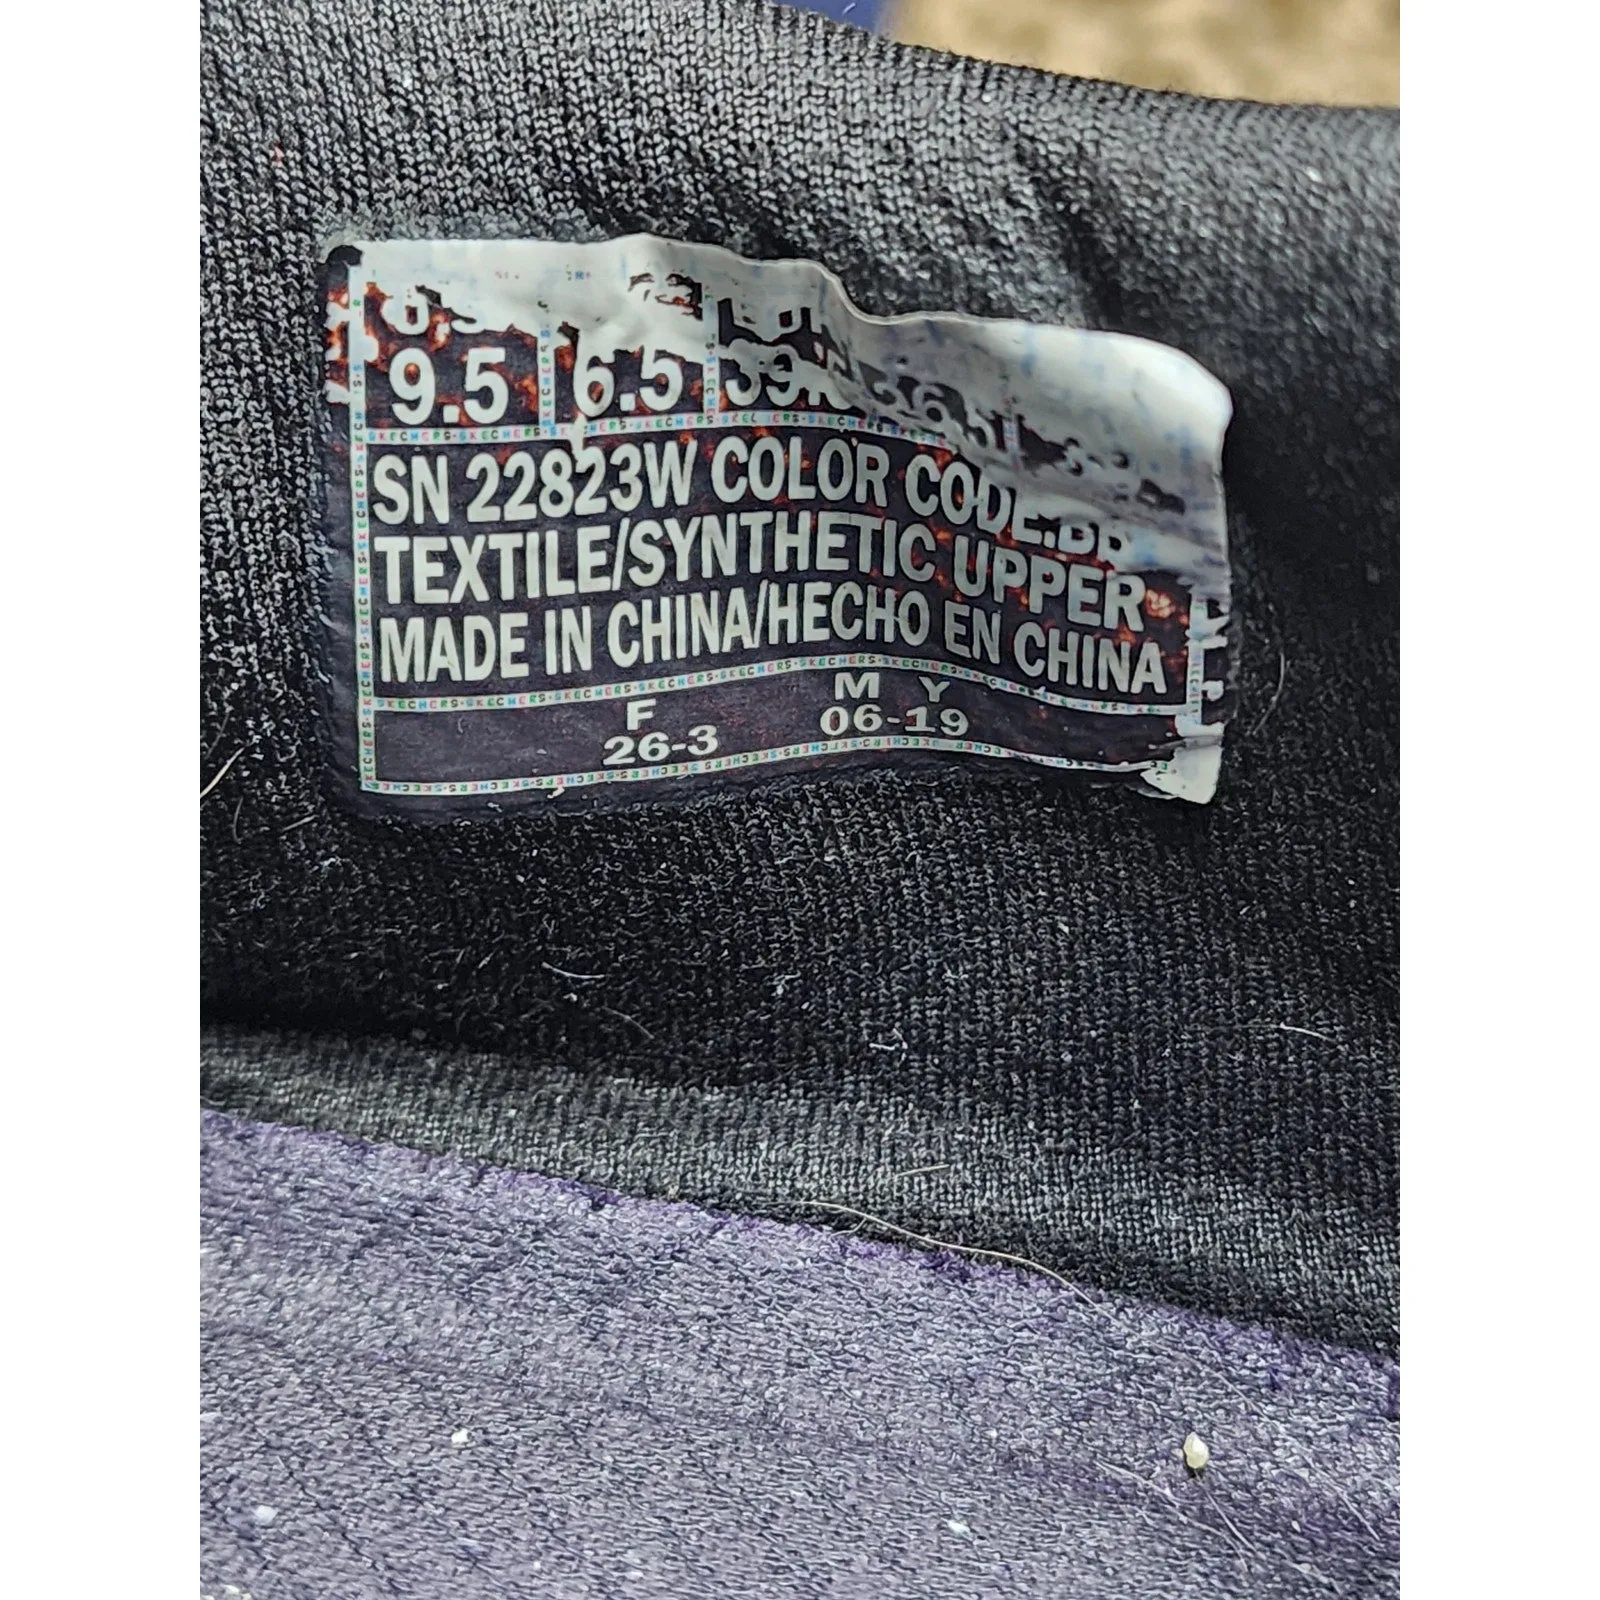 9.5 6.5
SN 22823W COLOR CODE:
TEXTILE/SYNTHETIC UPPER
MADE IN CHINA/HECHO EN CHINA
F M Y
26-3 06-19
SKECHERS